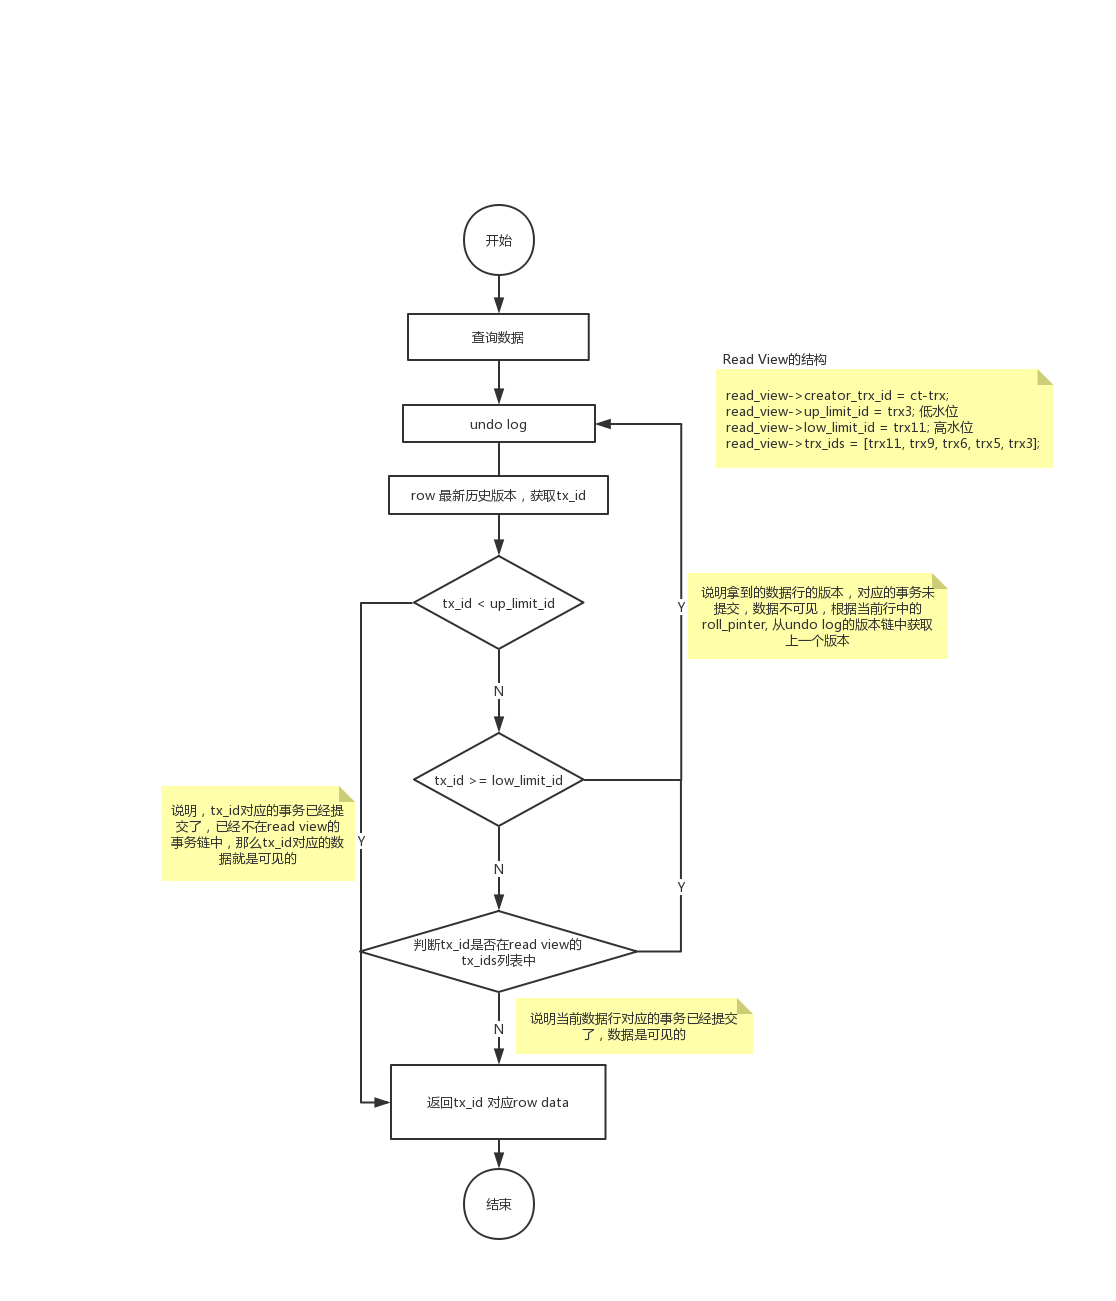 开始
查询数据
Read View的结构
read_view->creator_trx_id = ct-trx;
read_view->up_limit_id = trx3; 低水位
read_view->low_limit_id = trx11; 高水位
read_view->trx_ids = [trx11, trx9, trx6, trx5, trx3];
undo log
row 最新历史版本，获取tx_id
tx_id < up_limit_id
Y
说明拿到的数据行的版本，对应的事务未
提交，数据不可见，根据当前行中的
roll_pinter, 从undo log的版本链中获取
上一个版本
N
tx_id >= low_limit_id
说明，tx_id对应的事务已经提
交了，已经不在read view的
事务链中，那么tx_id对应的数
据就是可见的
Y
N
Y
判断tx_id是否在read view的
tx_ids列表中
N
说明当前数据行对应的事务已经提交
了，数据是可见的
返回tx_id 对应row data
结束